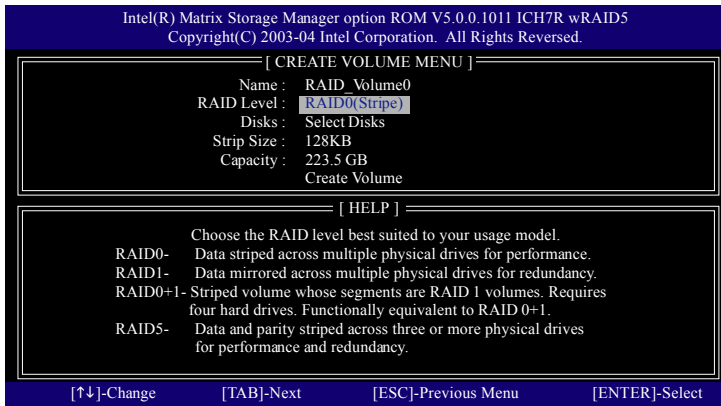 Intel(R) Matrix Storage Manager option ROM V5.0.0.1011 ICH7R wRAID5
Copyright(C) 2003-04 Intel Corporation. All Rights Reversed.
[ CREATE VOLUME MENU ]
Name : RAID_Volume0
RAID Level : RAID0(Stripe)
Disks : Select Disks
Strip Size : 128KB
Capacity : 223.5 GB
Create Volume
[ HELP ]
Choose the RAID level best suited to your usage model.
RAID0- Data striped across multiple physical drives for performance.
RAID1- Data mirrored across multiple physical drives for redundancy.
RAID0+1- Striped volume whose segments are RAID 1 volumes. Requires
four hard drives. Functionally equivalent to RAID 0+1.
RAID5- Data and parity striped across three or more physical drives
for performance and redundancy.
[↑↓]-Change [TAB]-Next [ESC]-Previous Menu [ENTER]-Select